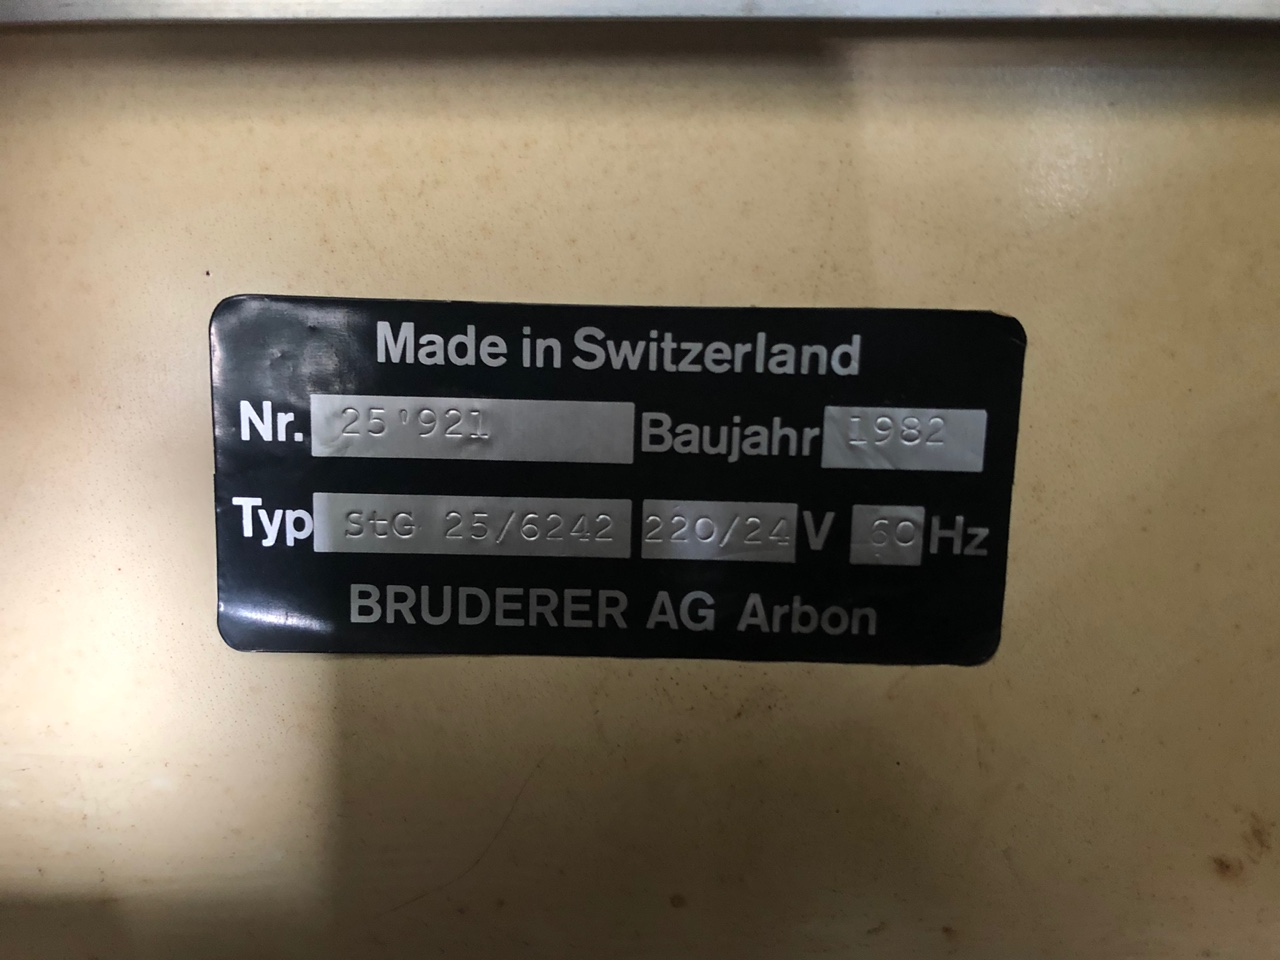 Made in Switzerland
Nr. 25'921 Baujahr 1982
Typ StG 25/6242 220/24 V 60 Hz
BRUDERER AG Arbon